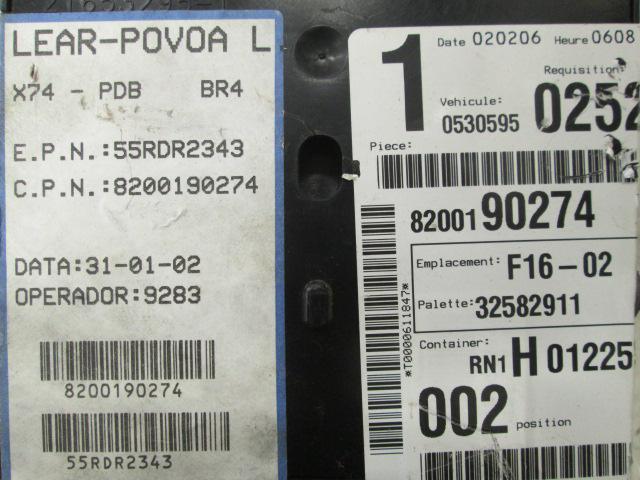 LEAR-POVOA L
X74 - PDB BR4
E.P.N.:55RDR2343
C.P.N.:8200190274
DATA:31-01-02
OPERADOR:9283
8200190274
55RDR2343
1 Date 020206 Heure 0608
Requisition:
Vehicule: 0530595 0252
Piece:
8200190274
Emplacement: F16-02
Palette: 32582911
*T0000611847*
Container: RN1 H 01225
002 position